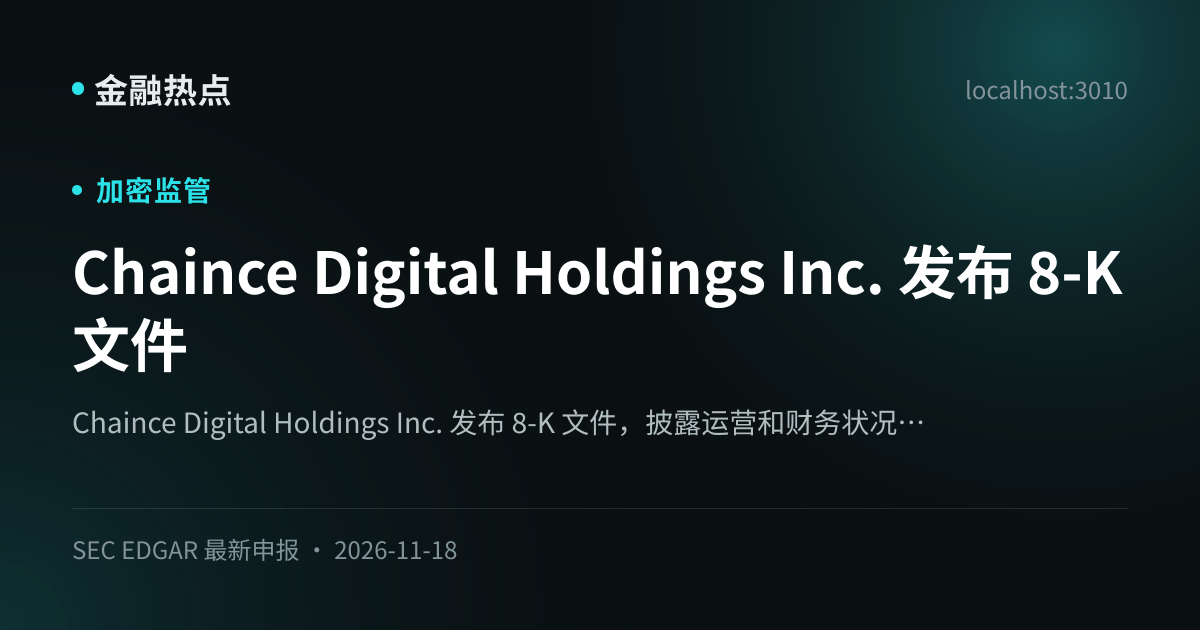 金融热点
localhost:3010
加密监管
Chaince Digital Holdings Inc. 发布 8-K
文件
Chaince Digital Holdings Inc. 发布 8-K 文件，披露运营和财务状况…
SEC EDGAR 最新申报 · 2026-11-18